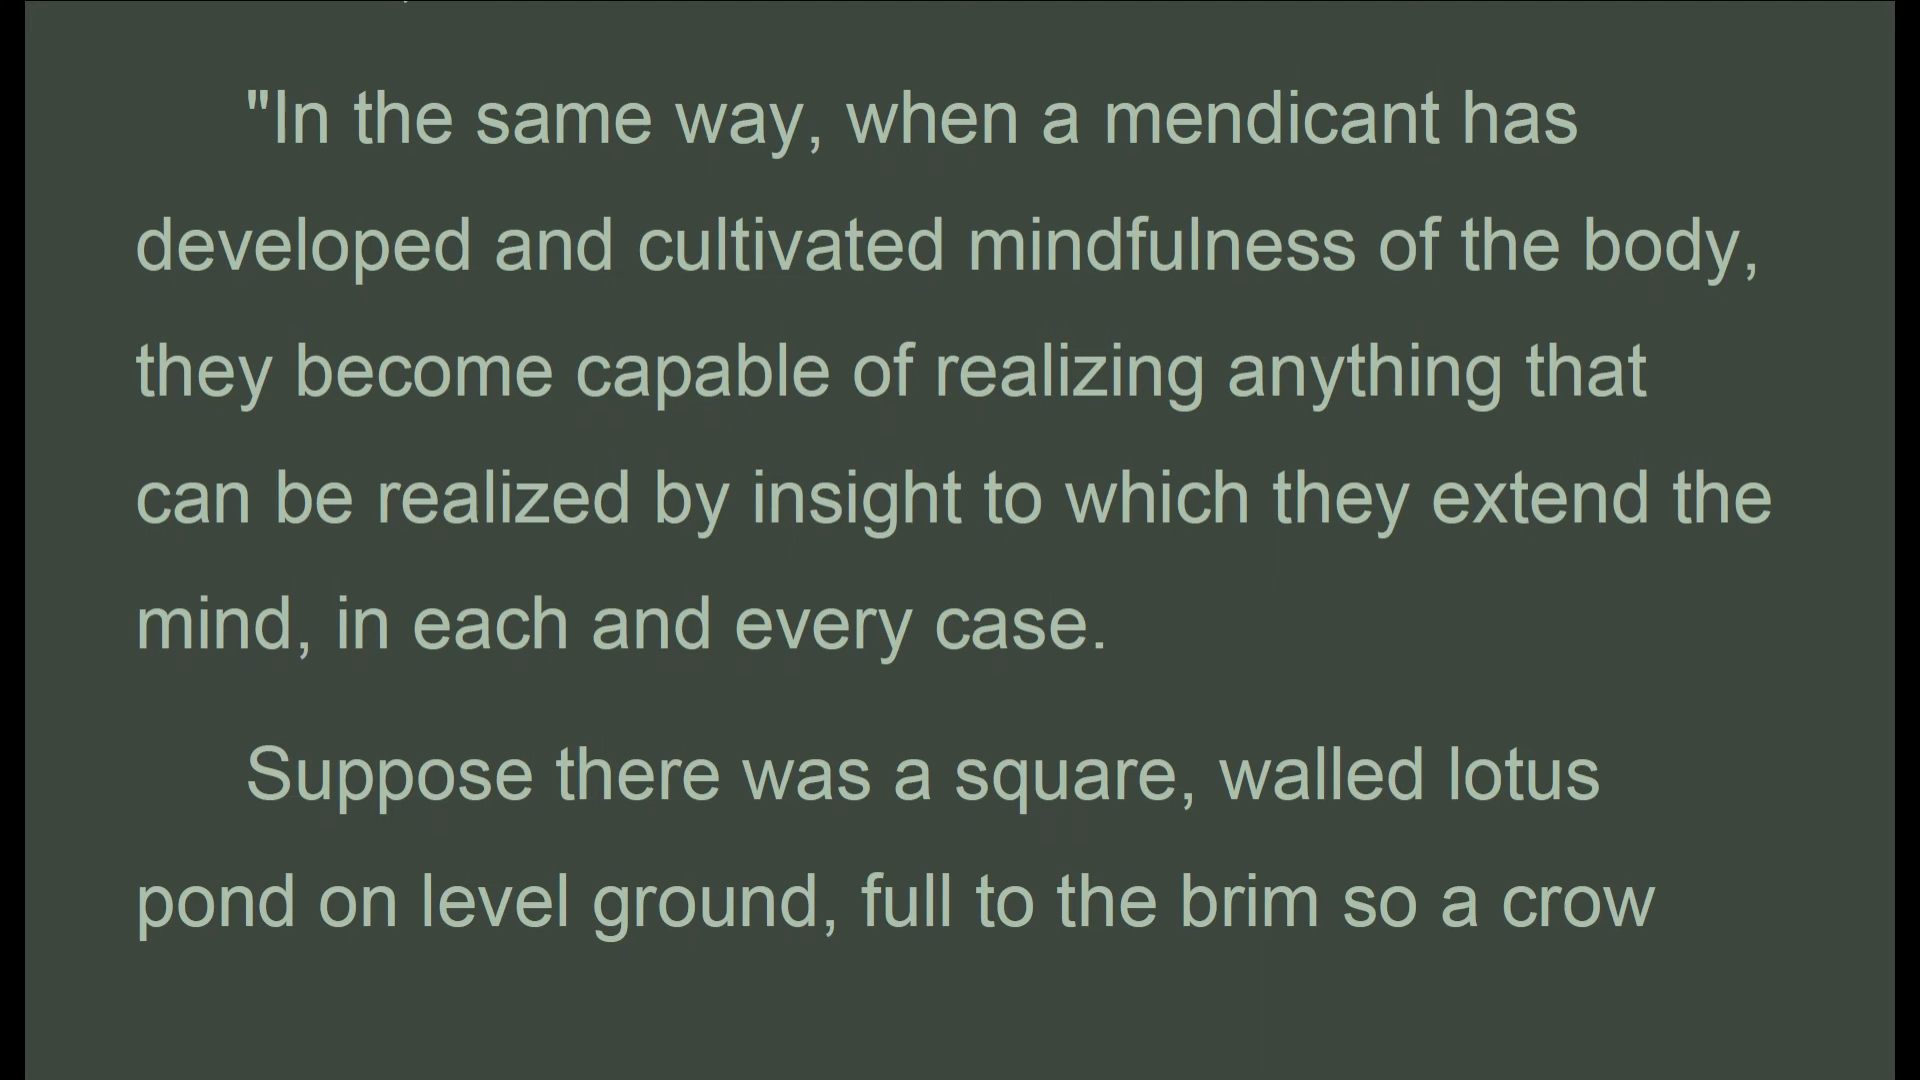 "In the same way, when a mendicant has
developed and cultivated mindfulness of the body,
they become capable of realizing anything that
can be realized by insight to which they extend the
mind, in each and every case.
Suppose there was a square, walled lotus
pond on level ground, full to the brim so a crow